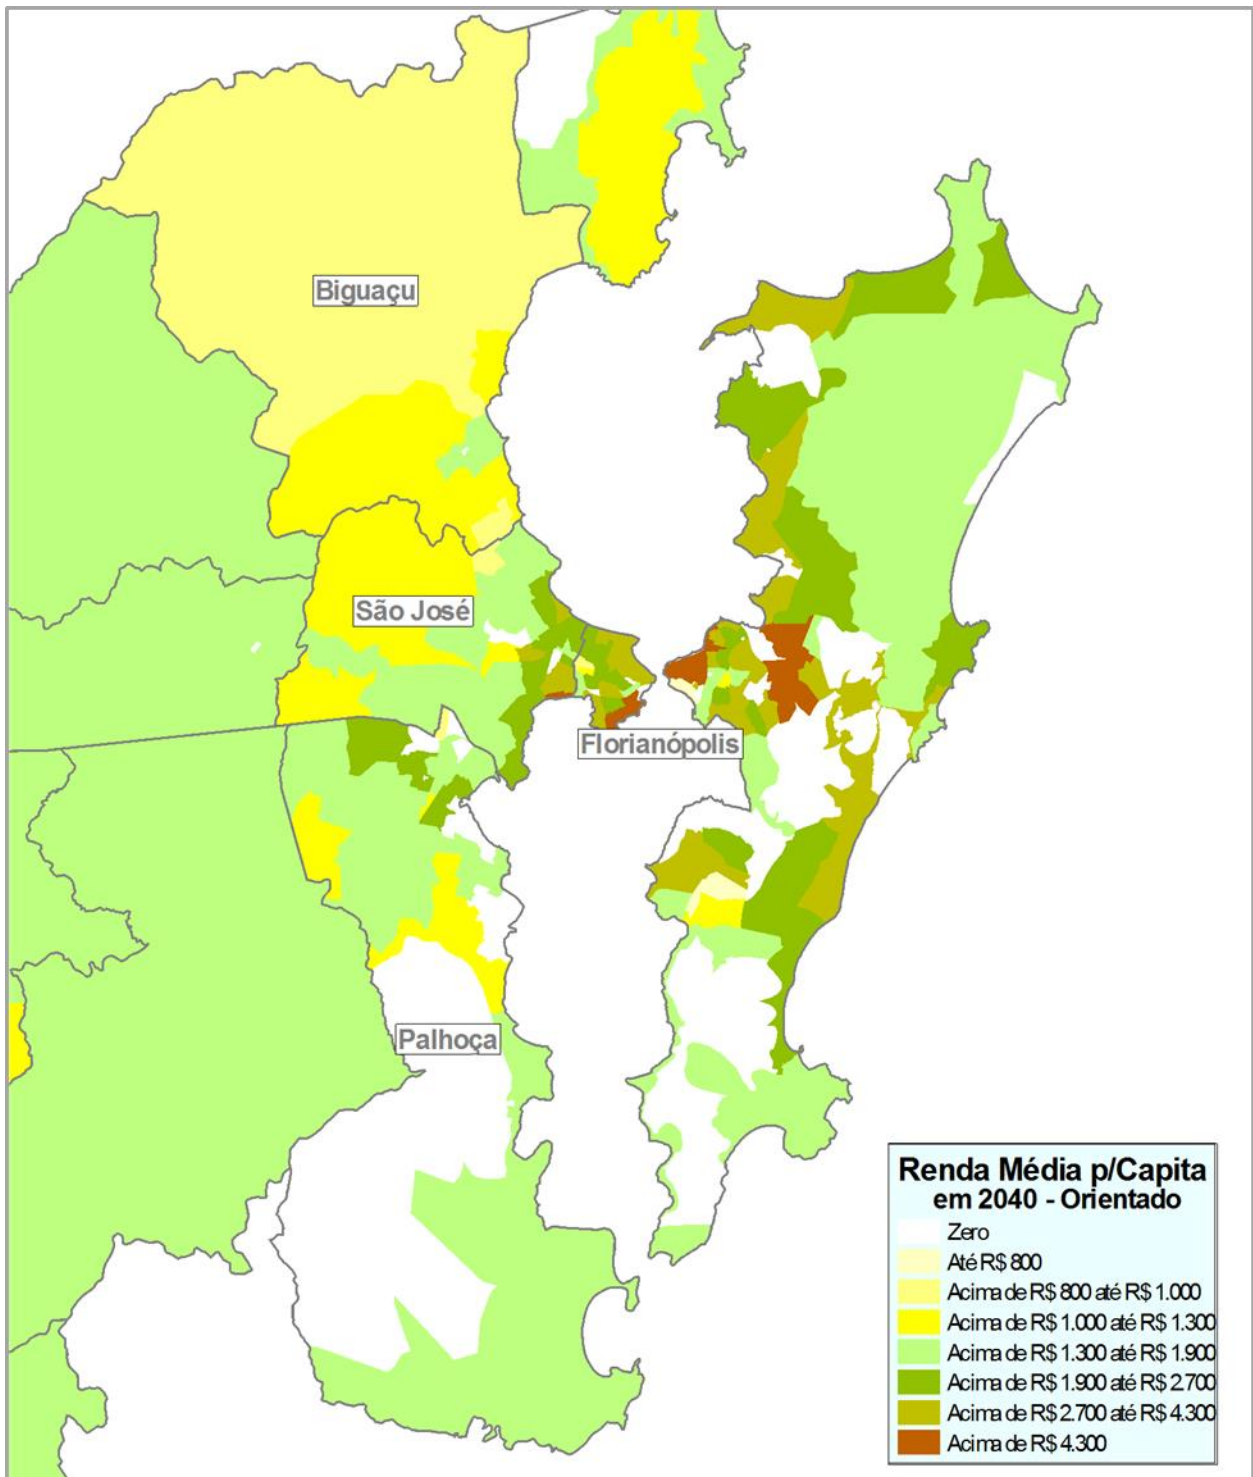 Biguaçu
São José
Florianópolis
Palhoça
Renda Média p/Capita
em 2040 - Orientado
Zero
Até R$ 800
Acima de R$ 800 até R$ 1.000
Acima de R$ 1.000 até R$ 1.300
Acima de R$ 1.300 até R$ 1.900
Acima de R$ 1.900 até R$ 2.700
Acima de R$ 2.700 até R$ 4.300
Acima de R$ 4.300